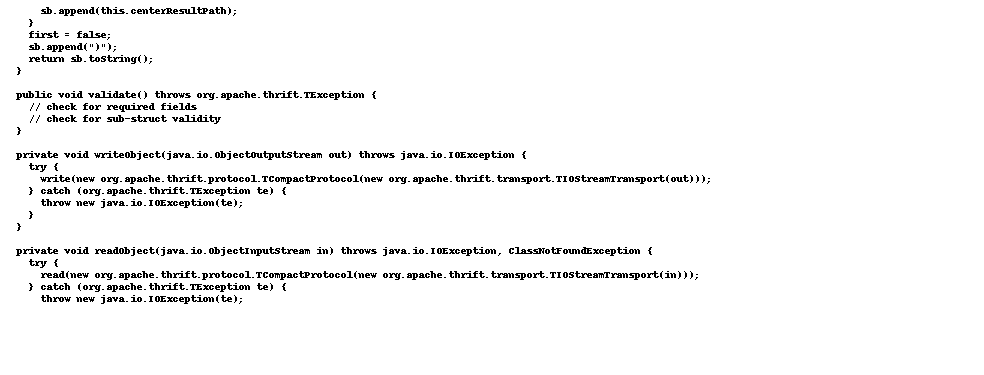 sb.append(this.centerResultPath);
}
first = false;
sb.append(")");
return sb.toString();
}
public void validate() throws org.apache.thrift.TException {
// check for required fields
// check for sub-struct validity
}
private void writeObject(java.io.ObjectOutputStream out) throws java.io.IOException {
try {
write(new org.apache.thrift.protocol.TCompactProtocol(new org.apache.thrift.transport.TIOStreamTransport(out)));
} catch (org.apache.thrift.TException te) {
throw new java.io.IOException(te);
}
}
private void readObject(java.io.ObjectInputStream in) throws java.io.IOException, ClassNotFoundException {
try {
read(new org.apache.thrift.protocol.TCompactProtocol(new org.apache.thrift.transport.TIOStreamTransport(in)));
} catch (org.apache.thrift.TException te) {
throw new java.io.IOException(te);